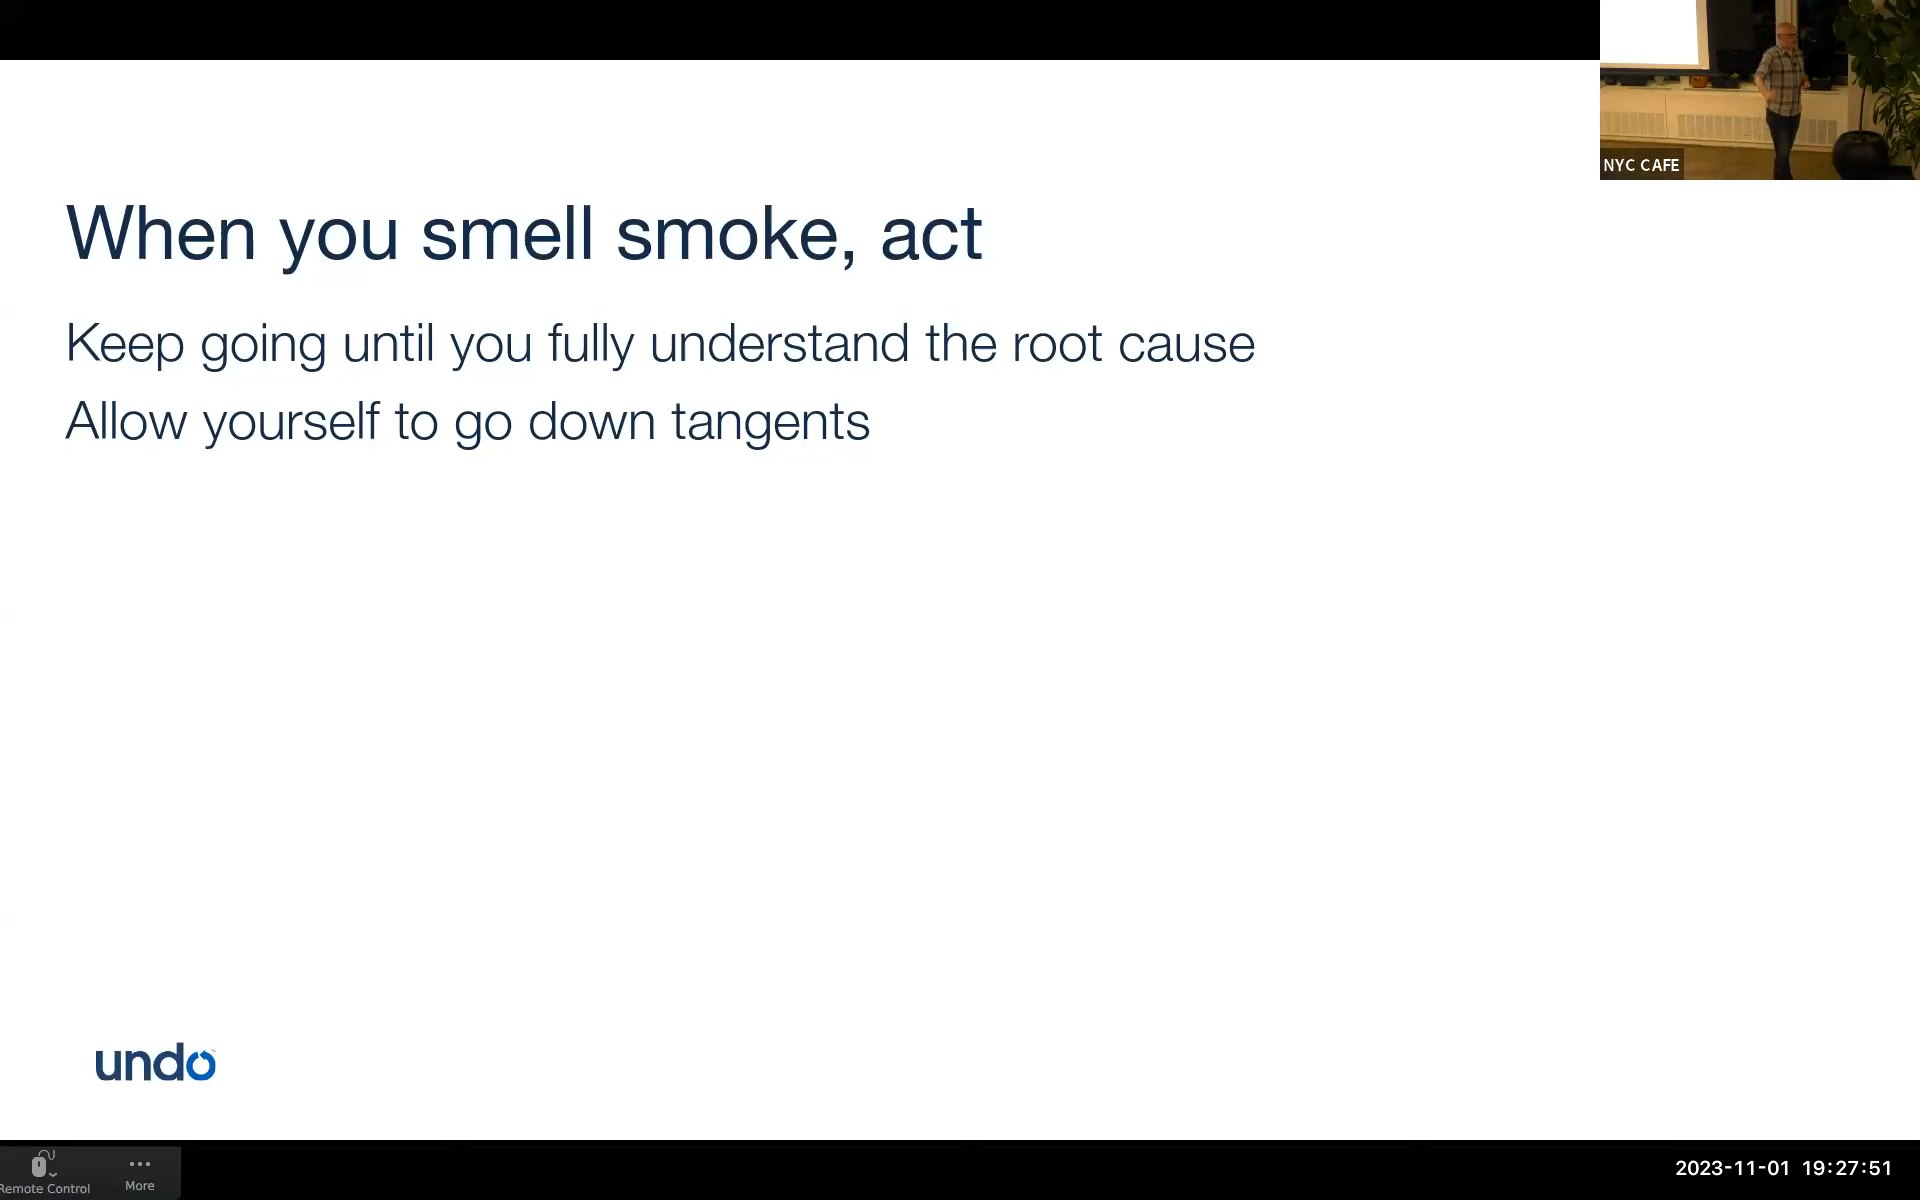 NYC CAFE
When you smell smoke, act
Keep going until you fully understand the root cause
Allow yourself to go down tangents
undo
Remote Control
More
2023-11-01 19:27:51